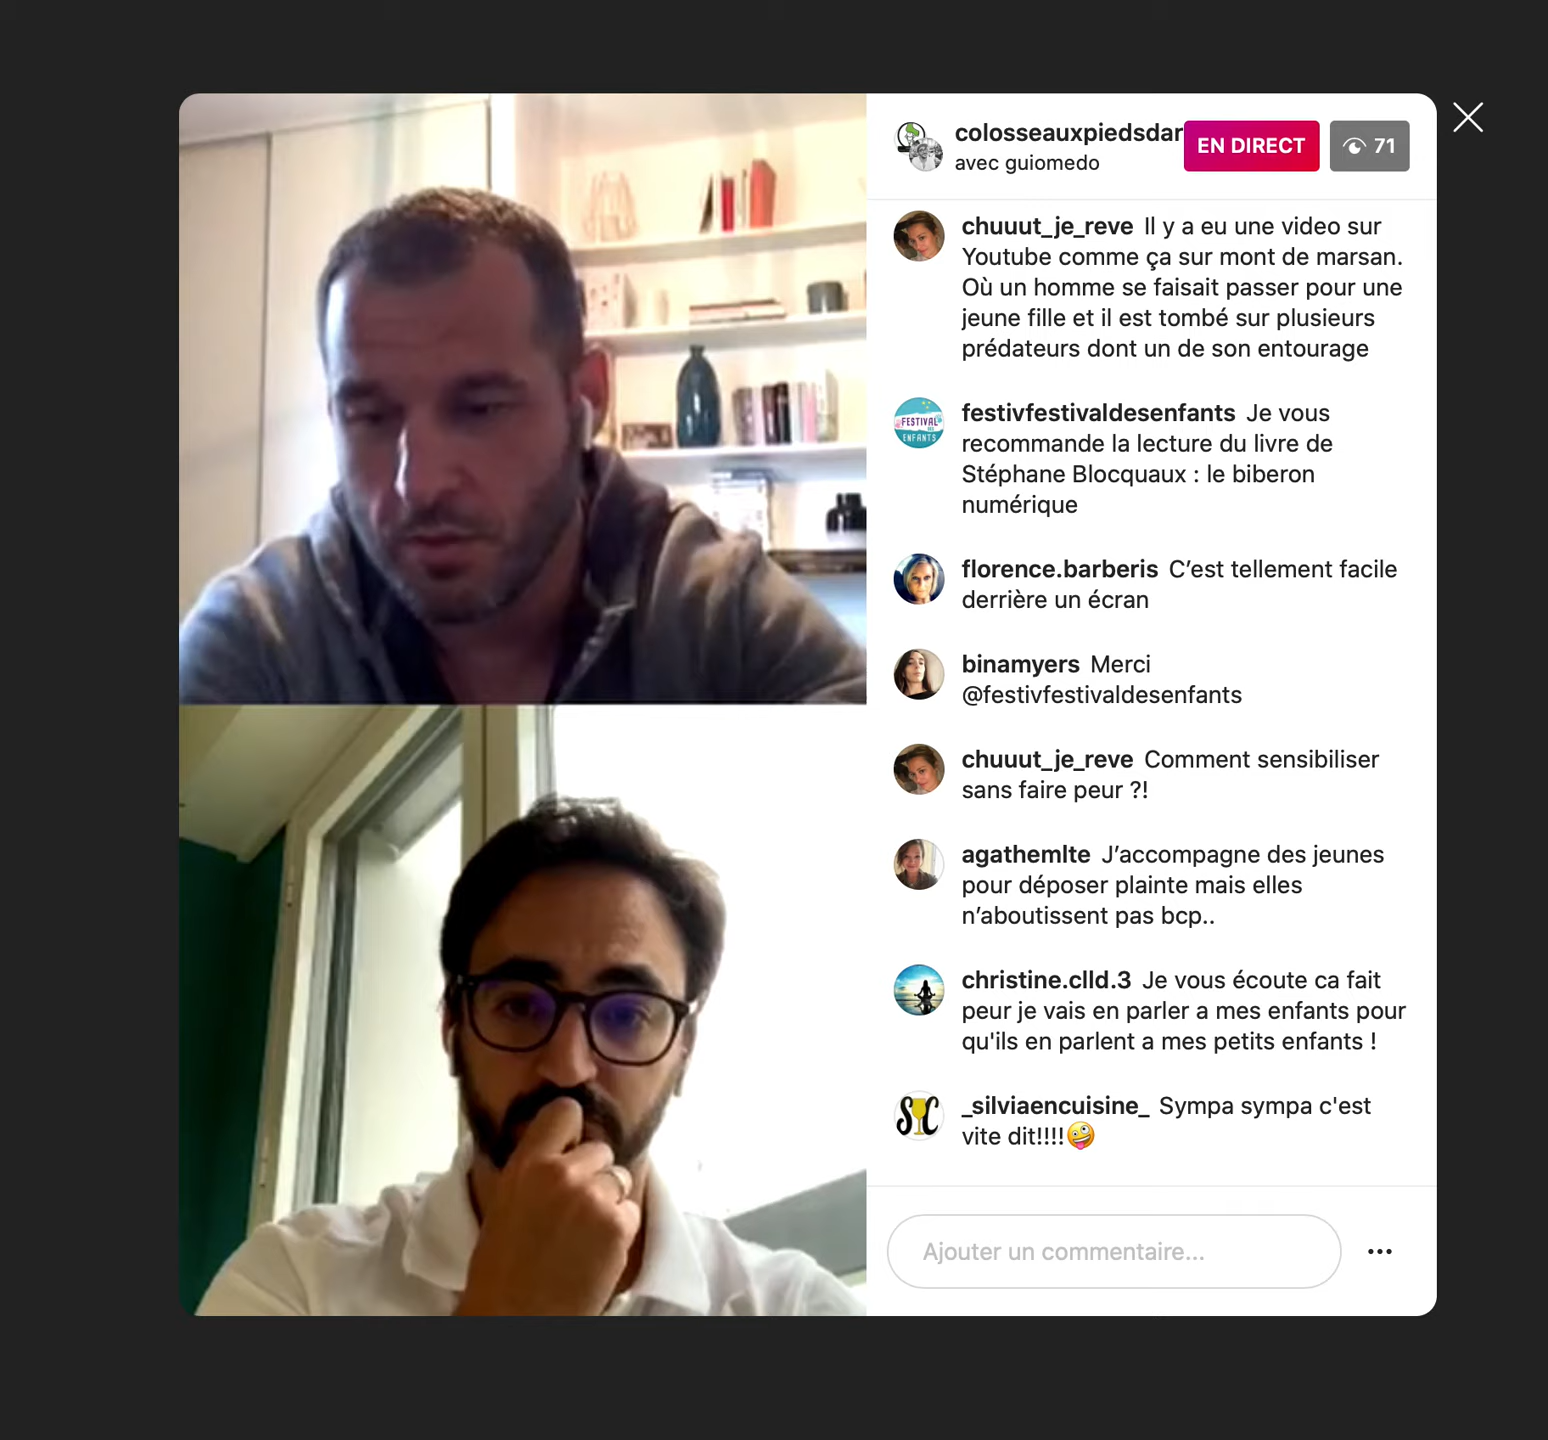 colosseauxpiedsdar
avec guiomedo
EN DIRECT
71
chuuut_je_reve Il y a eu une video sur
Youtube comme ça sur mont de marsan.
Où un homme se faisait passer pour une
jeune fille et il est tombé sur plusieurs
prédateurs dont un de son entourage
FESTIVAL
DES
ENFANTS
festivfestivaldesenfants Je vous
recommande la lecture du livre de
Stéphane Blocquaux : le biberon
numérique
florence.barberis C’est tellement facile
derrière un écran
binamyers Merci
@festivfestivaldesenfants
chuuut_je_reve Comment sensibiliser
sans faire peur ?!
agathemlte J’accompagne des jeunes
pour déposer plainte mais elles
n’aboutissent pas bcp..
christine.clld.3 Je vous écoute ca fait
peur je vais en parler a mes enfants pour
qu'ils en parlent a mes petits enfants !
SC
_silviaencuisine_ Sympa sympa c'est
vite dit!!!!🤪
Ajouter un commentaire...